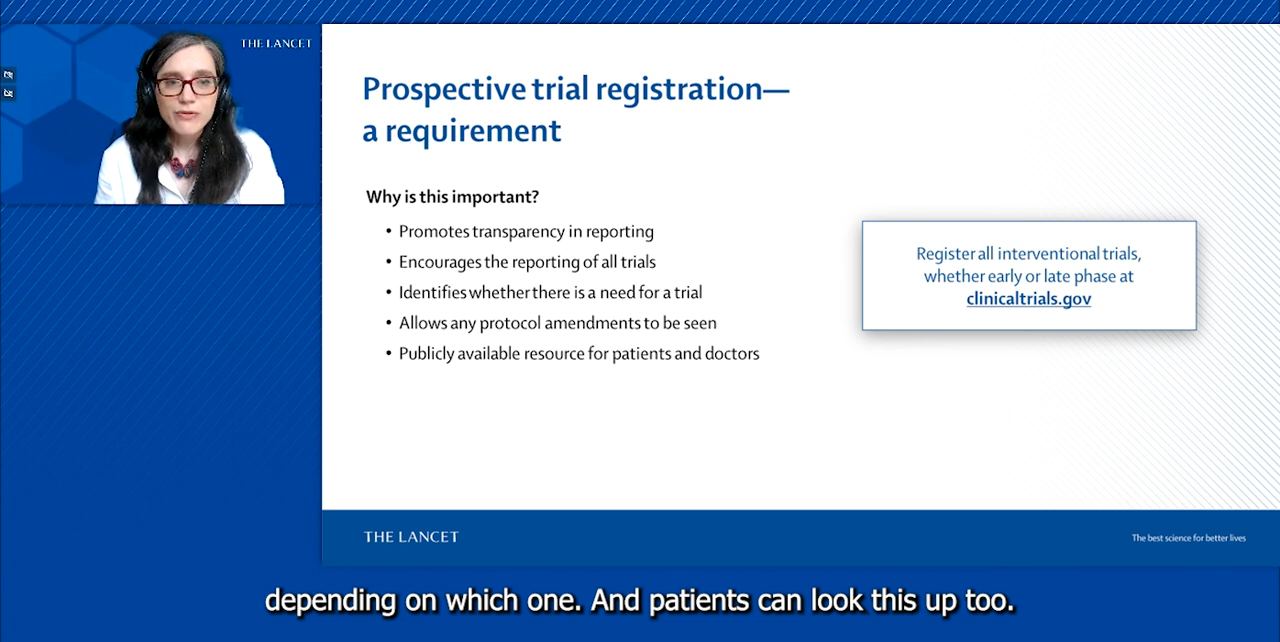 THE LANCET
Prospective trial registration—
a requirement
Why is this important?
• Promotes transparency in reporting
• Encourages the reporting of all trials
• Identifies whether there is a need for a trial
• Allows any protocol amendments to be seen
• Publicly available resource for patients and doctors
Register all interventional trials,
whether early or late phase at
clinicaltrials.gov
THE LANCET
The best science for better lives
depending on which one. And patients can look this up too.